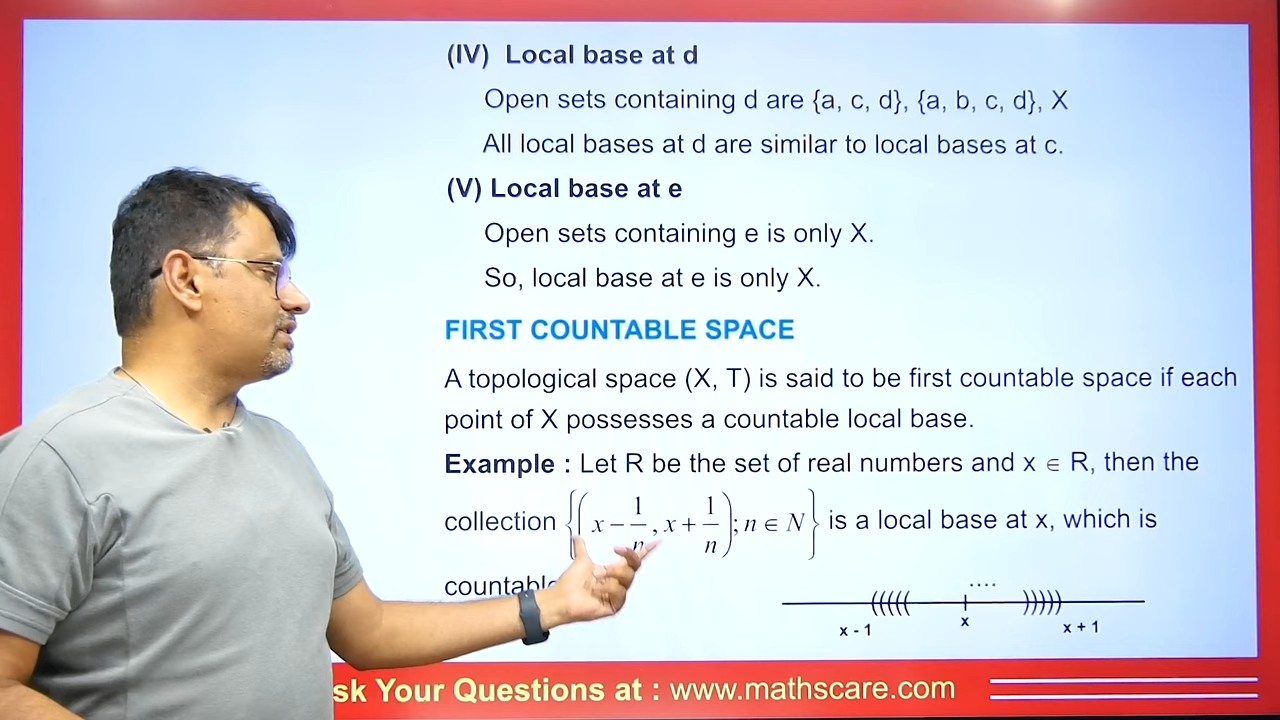 (IV) Local base at d
Open sets containing d are {a, c, d}, {a, b, c, d}, X
All local bases at d are similar to local bases at c.
(V) Local base at e
Open sets containing e is only X.
So, local base at e is only X.
FIRST COUNTABLE SPACE
A topological space (X, T) is said to be first countable space if each
point of X possesses a countable local base.
Example : Let R be the set of real numbers and x ∈ R, then the
collection {(x − 1/n, x + 1/n); n ∈ N} is a local base at x, which is
....
(((((
)))))
x - 1
x
x + 1
Your Questions at : www.mathscare.com